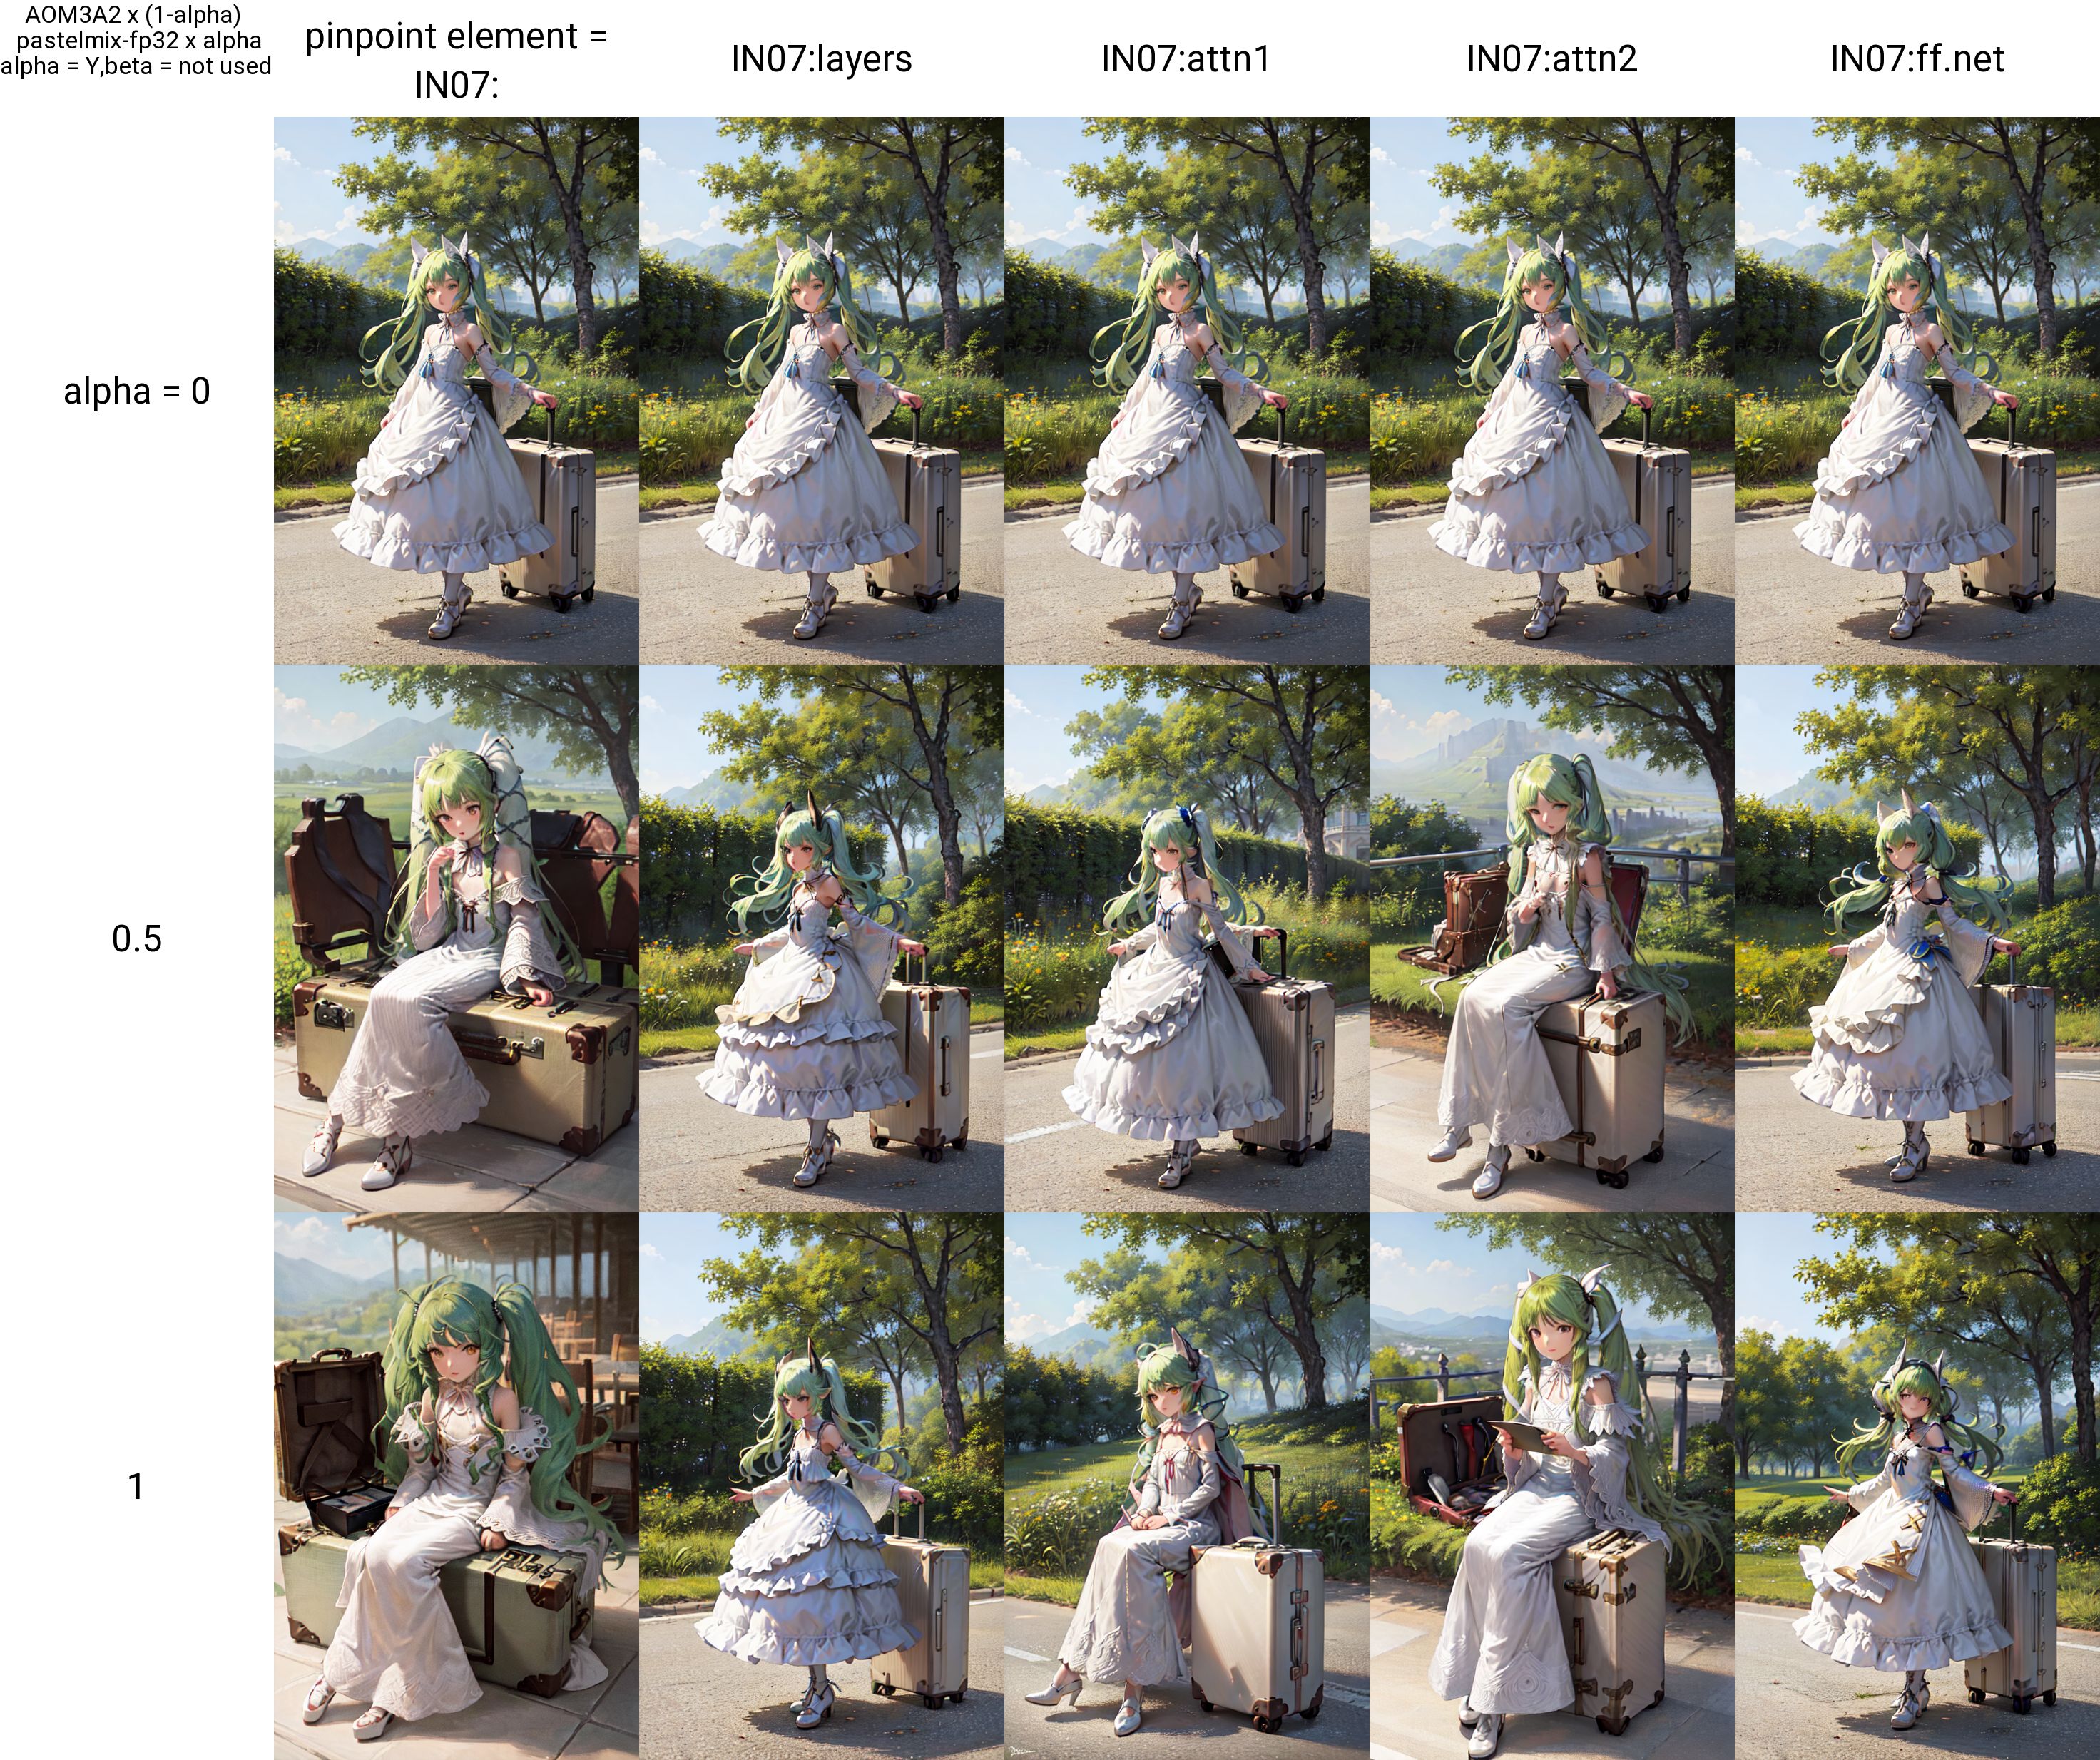 AOM3A2 x (1-alpha)
pastelmix-fp32 x alpha
alpha = Y,beta = not used
pinpoint element =
IN07:
IN07:layers
IN07:attn1
IN07:attn2
IN07:ff.net
alpha = 0
0.5
1